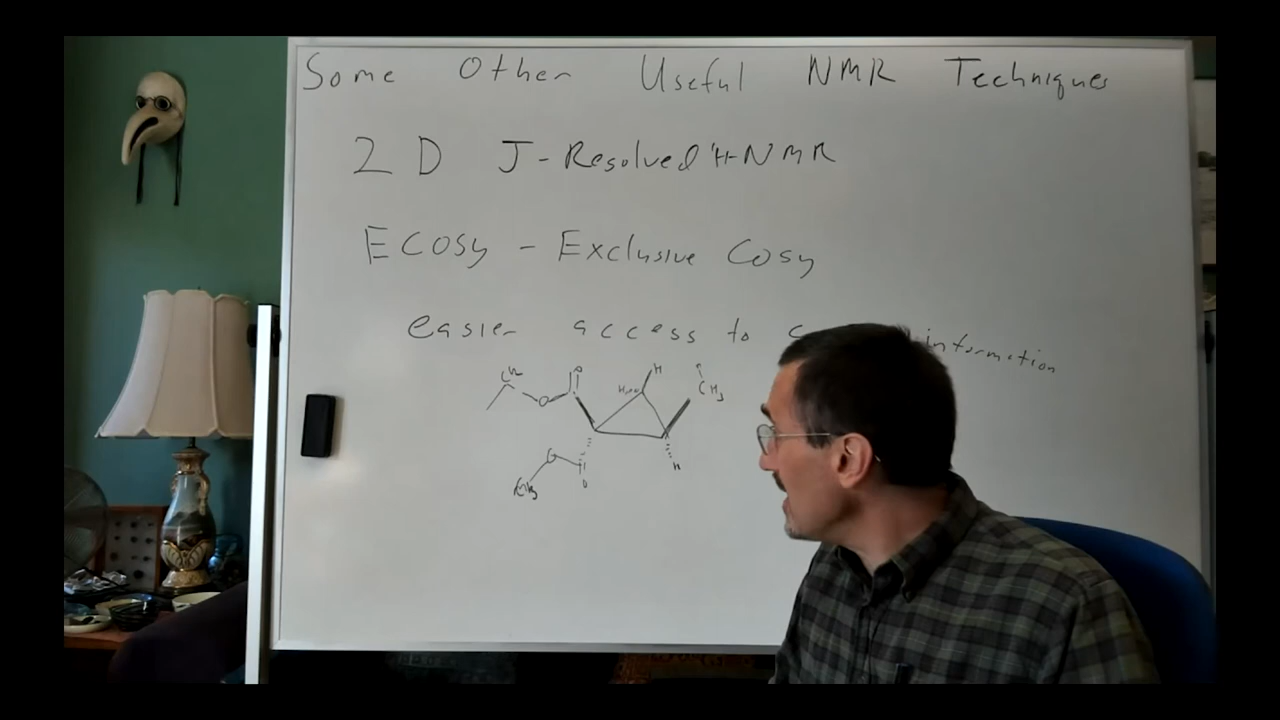 Some Other Useful NMR Techniques
2D J-Resolved ¹H-NMR
ECOSY - Exclusive COSY
easier access to information
H
CH₃
O
O
H
O